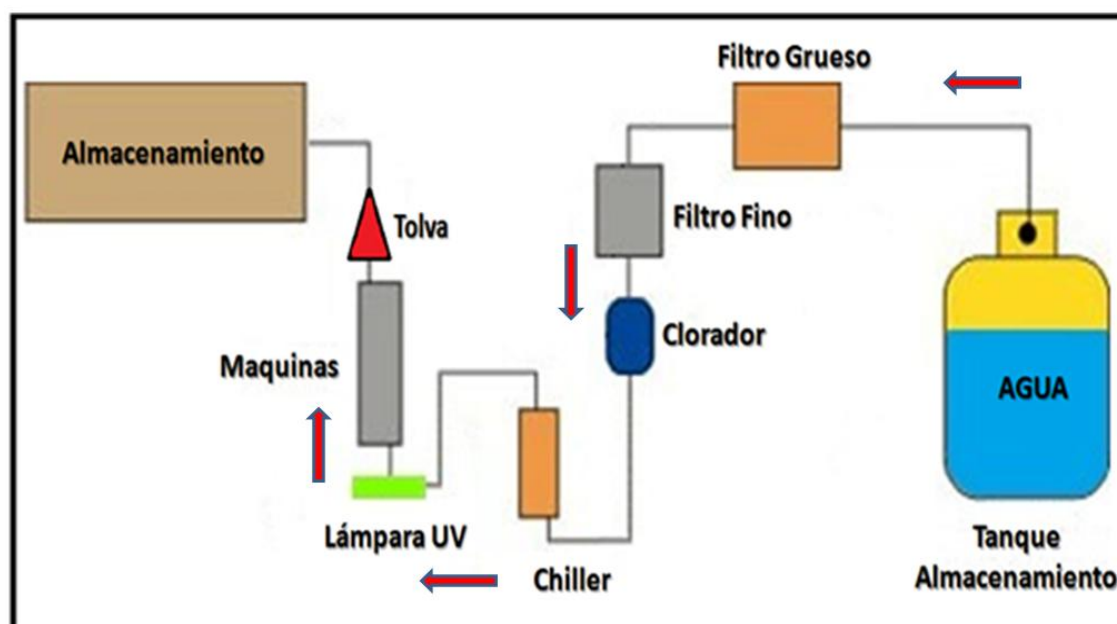 Filtro Grueso
Almacenamiento
Tolva
Filtro Fino
Clorador
Maquinas
AGUA
Lámpara UV
Chiller
Tanque
Almacenamiento